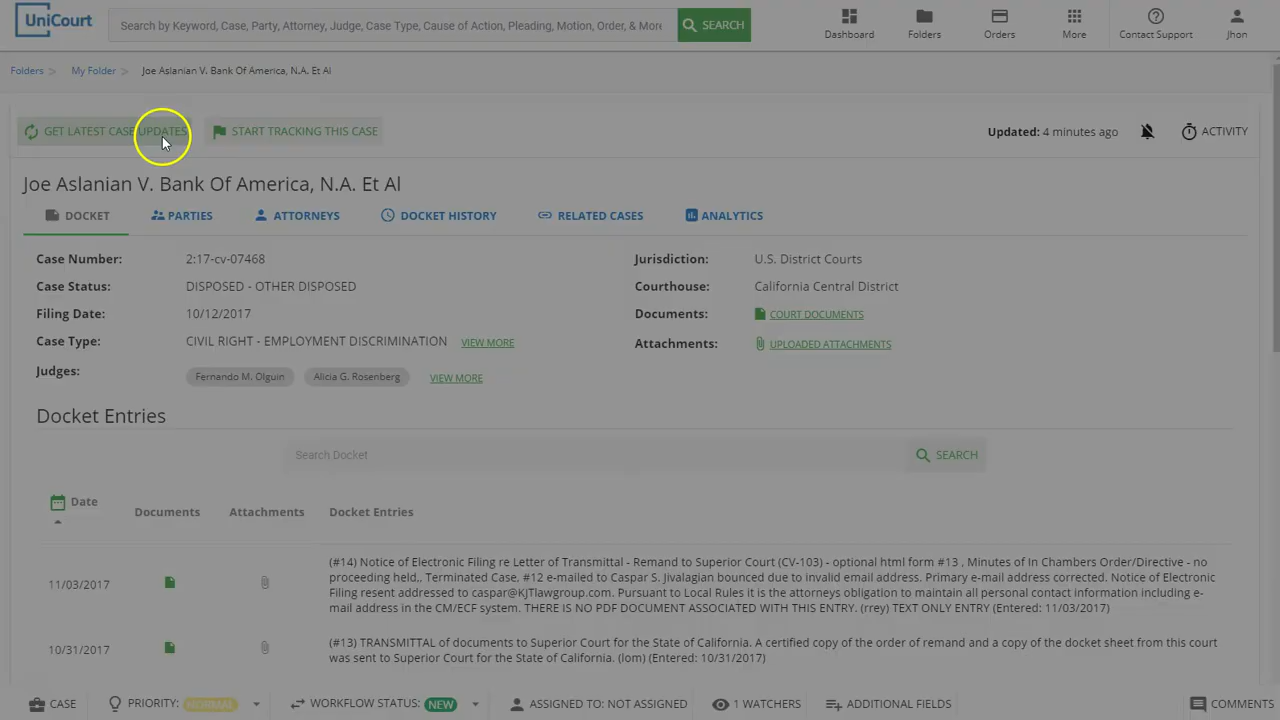 UniCourt
Search by Keyword, Case, Party, Attorney, Judge, Case Type, Cause of Action, Pleading, Motion, Order, & More
SEARCH
Dashboard
Folders
Orders
More
Contact Support
Jhon
Folders > My Folder > Joe Aslanian V. Bank Of America, N.A. Et Al
GET LATEST CASE UPDATES
START TRACKING THIS CASE
Updated: 4 minutes ago
ACTIVITY
Joe Aslanian V. Bank Of America, N.A. Et Al
DOCKET
PARTIES
ATTORNEYS
DOCKET HISTORY
RELATED CASES
ANALYTICS
Case Number: 2:17-cv-07468
Jurisdiction: U.S. District Courts
Case Status: DISPOSED - OTHER DISPOSED
Courthouse: California Central District
Filing Date: 10/12/2017
Documents: COURT DOCUMENTS
Case Type: CIVIL RIGHT - EMPLOYMENT DISCRIMINATION VIEW MORE
Attachments: UPLOADED ATTACHMENTS
Judges: Fernando M. Olguin Alicia G. Rosenberg VIEW MORE
Docket Entries
Search Docket
SEARCH
Date
Documents
Attachments
Docket Entries
11/03/2017
(#14) Notice of Electronic Filing re Letter of Transmittal - Remand to Superior Court (CV-103) - optional html form #13 , Minutes of In Chambers Order/Directive - no
proceeding held,, Terminated Case, #12 e-mailed to Caspar S. Jivalagian bounced due to invalid email address. Primary e-mail address corrected. Notice of Electronic
Filing resent addressed to caspar@KJTlawgroup.com. Pursuant to Local Rules it is the attorneys obligation to maintain all personal contact information including e-
mail address in the CM/ECF system. THERE IS NO PDF DOCUMENT ASSOCIATED WITH THIS ENTRY. (rrey) TEXT ONLY ENTRY (Entered: 11/03/2017)
10/31/2017
(#13) TRANSMITTAL of documents to Superior Court for the State of California. A certified copy of the order of remand and a copy of the docket sheet from this court
was sent to Superior Court for the State of California. (lom) (Entered: 10/31/2017)
CASE
PRIORITY: NORMAL
WORKFLOW STATUS: NEW
ASSIGNED TO: NOT ASSIGNED
1 WATCHERS
ADDITIONAL FIELDS
COMMENTS